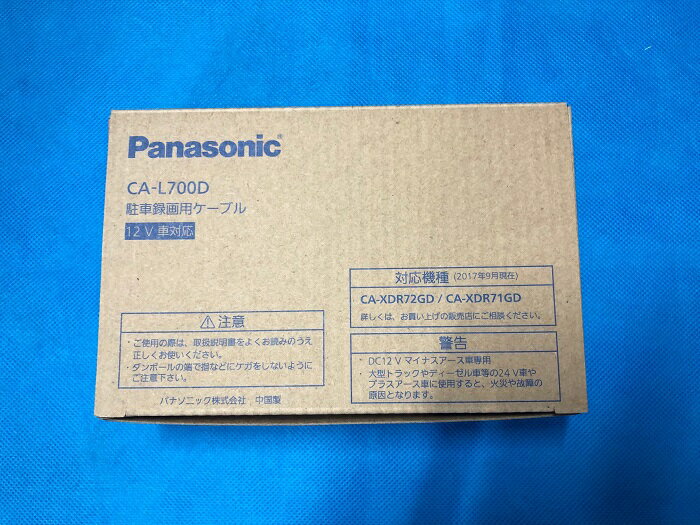 Panasonic®
CA-L700D
駐車録画用ケーブル
12 V 車対応
対応機種 (2017年9月現在)
CA-XDR72GD / CA-XDR71GD
詳しくは、お買い上げの販売店にご相談ください。
⚠注意
・ご使用の際は、取扱説明書をよくお読みのうえ
正しくお使いください。
・ダンボールの端で指などにケガをしないように
ご注意下さい。
警告
・DC12 V マイナスアース車専用
・大型トラックやディーゼル車等の24 V車や
プラスアース車に使用すると、火災や故障の
原因となります。
パナソニック株式会社 中国製